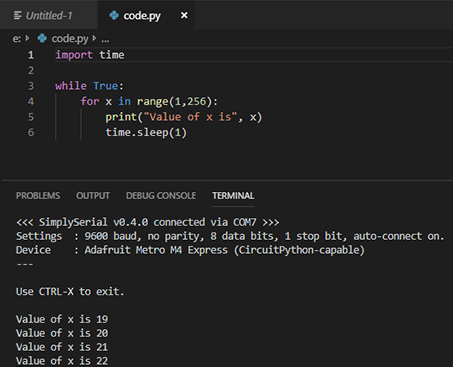 Untitled-1 code.py ×
e: > code.py > ...
1 import time
2
3 while True:
4     for x in range(1,256):
5         print("Value of x is", x)
6         time.sleep(1)
PROBLEMS OUTPUT DEBUG CONSOLE TERMINAL
<<< SimplySerial v0.4.0 connected via COM7 >>>
Settings  : 9600 baud, no parity, 8 data bits, 1 stop bit, auto-connect on.
Device    : Adafruit Metro M4 Express (CircuitPython-capable)
---
Use CTRL-X to exit.
Value of x is 19
Value of x is 20
Value of x is 21
Value of x is 22